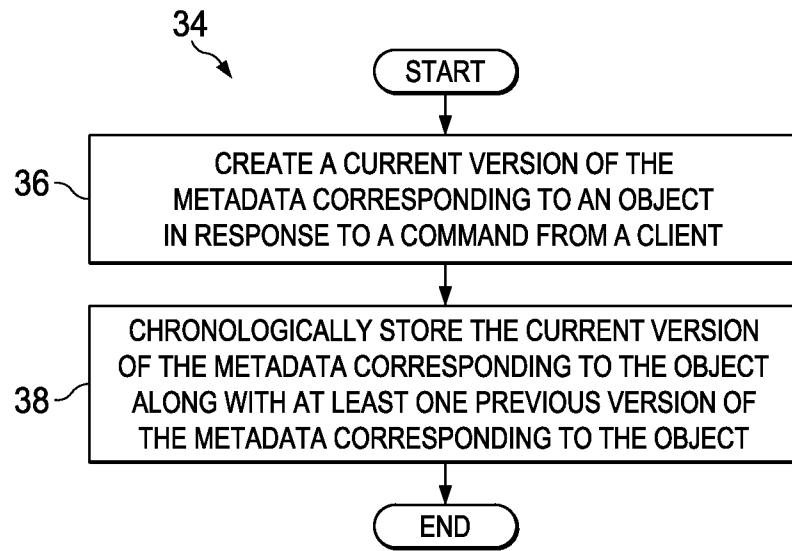 34
START
36
CREATE A CURRENT VERSION OF THE
METADATA CORRESPONDING TO AN OBJECT
IN RESPONSE TO A COMMAND FROM A CLIENT
38
CHRONOLOGICALLY STORE THE CURRENT VERSION
OF THE METADATA CORRESPONDING TO THE OBJECT
ALONG WITH AT LEAST ONE PREVIOUS VERSION OF
THE METADATA CORRESPONDING TO THE OBJECT
END